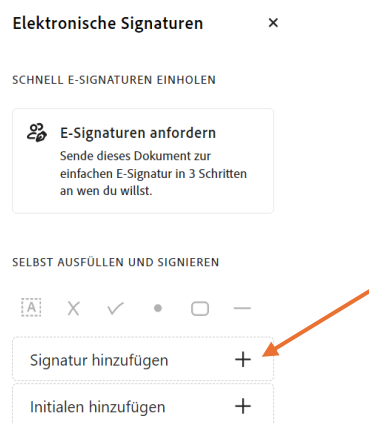 Elektronische Signaturen
SCHNELL E-SIGNATUREN EINHOLEN
E-Signaturen anfordern
Sende dieses Dokument zur
einfachen E-Signatur in 3 Schritten
an wen du willst.
SELBST AUSFÜLLEN UND SIGNIEREN
A
Signatur hinzufügen
Initialen hinzufügen